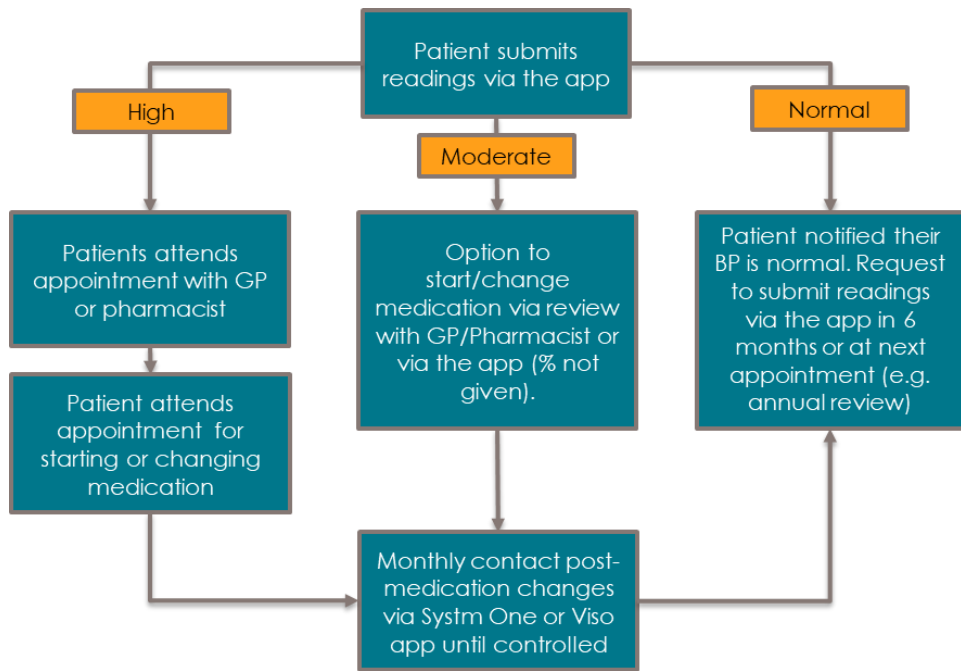 Patient submits
readings via the app
High
Moderate
Normal
Patients attends
appointment with GP
or pharmacist
Patient attends
appointment for
starting or changing
medication
Option to
start/change
medication via review
with GP/Pharmacist or
via the app (% not
given).
Patient notified their
BP is normal. Request
to submit readings
via the app in 6
months or at next
appointment (e.g.
annual review)
Monthly contact post-
medication changes
via Systm One or Viso
app until controlled